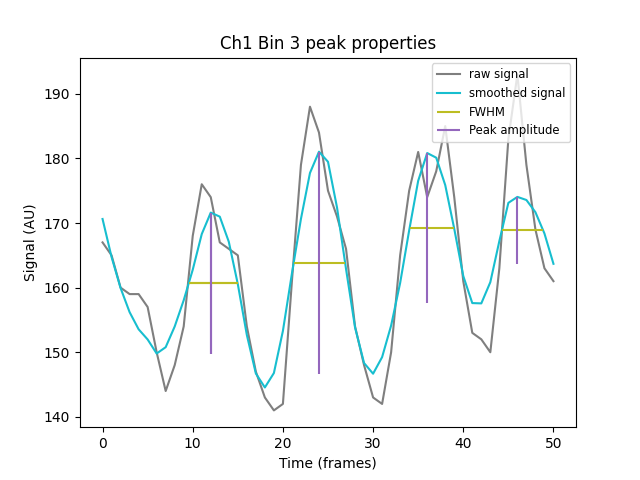 Ch1 Bin 3 peak properties
raw signal
smoothed signal
FWHM
Peak amplitude
Signal (AU)
190
180
170
160
150
140
0 10 20 30 40 50
Time (frames)